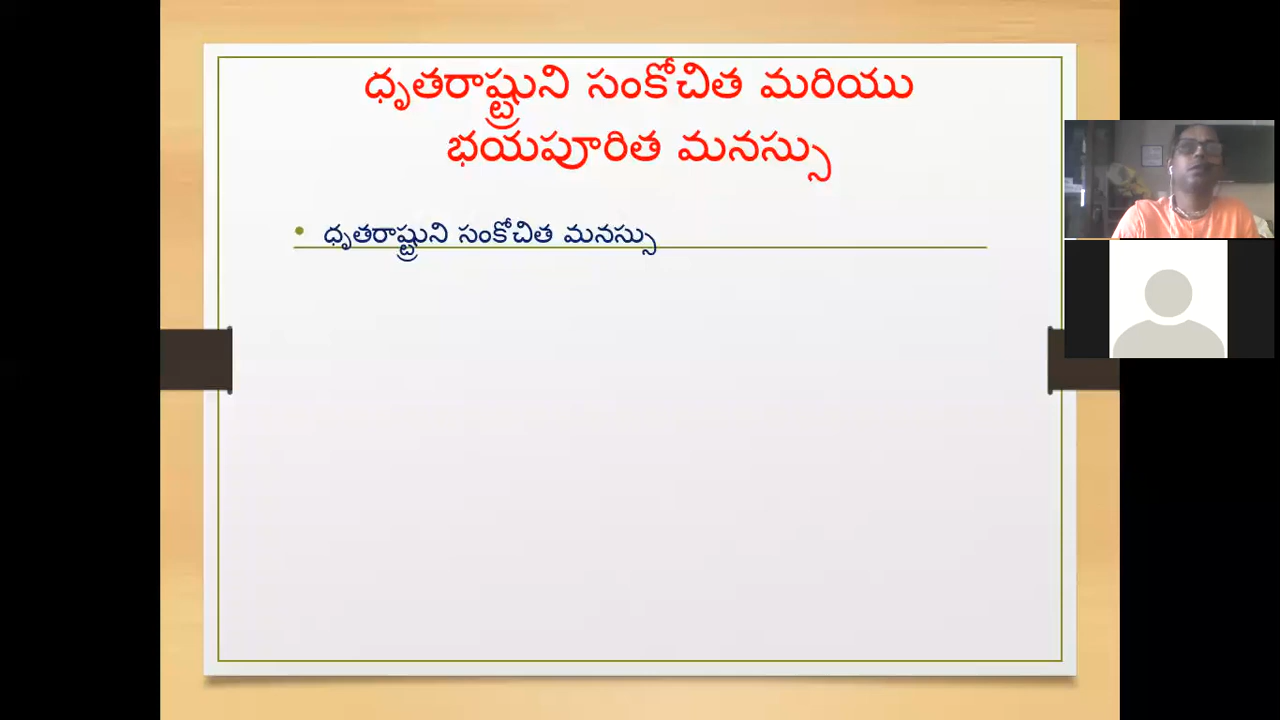 ధృతరాష్ట్రుని సంకోచిత మరియు
భయపూరిత మనస్సు
• ధృతరాష్ట్రుని సంకోచిత మనస్సు